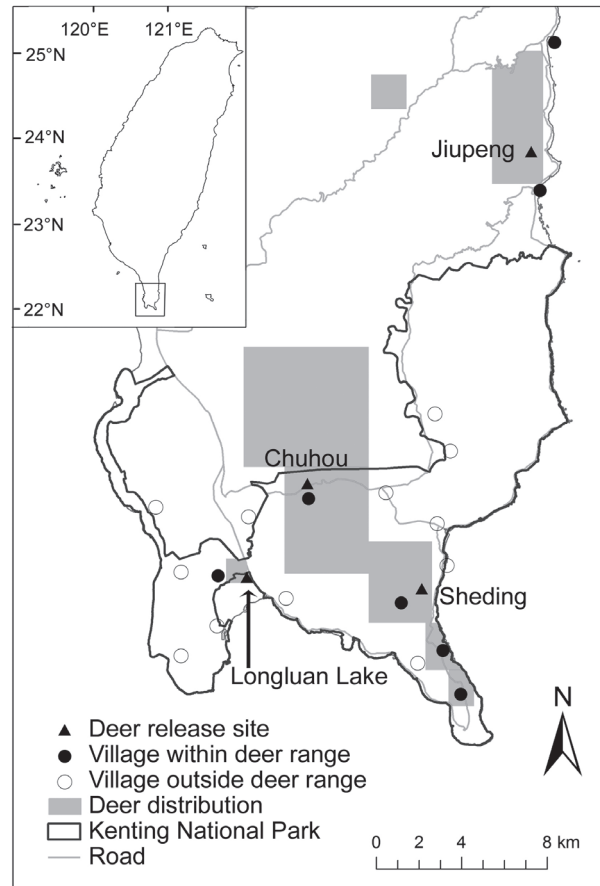 120°E 121°E
25°N
24°N
23°N
22°N
Jiupeng
Chuhou
Sheding
Longluan Lake
Deer release site
Village within deer range
Village outside deer range
Deer distribution
Kenting National Park
Road
N
0 2 4 8 km